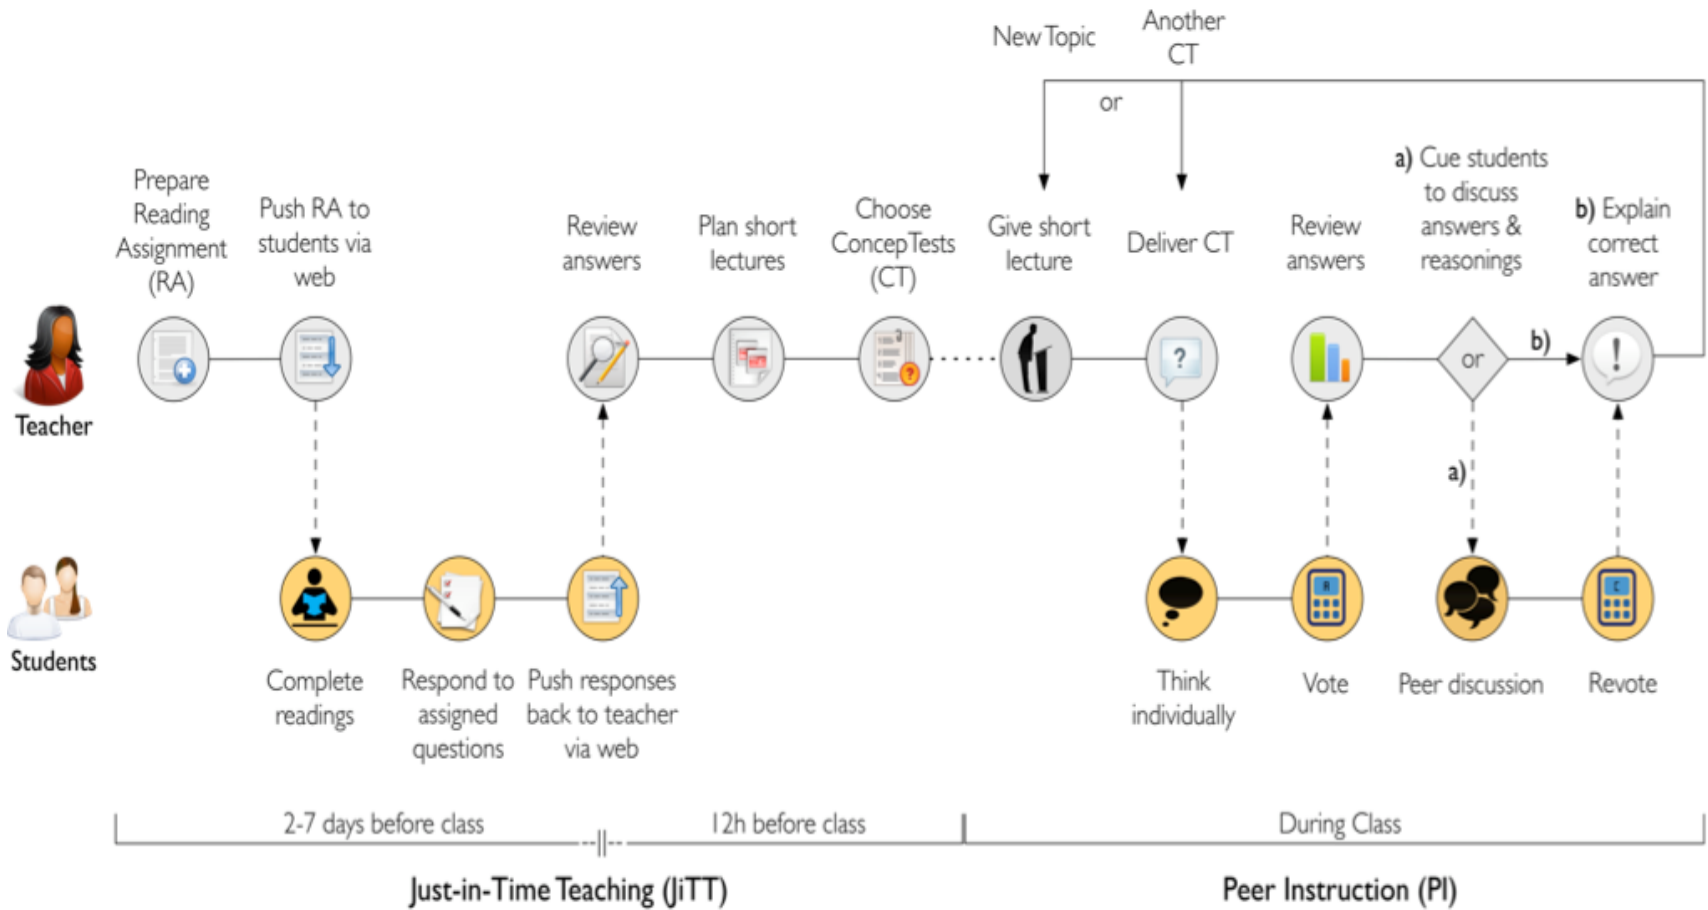 New Topic
Another
CT
or
Prepare
Reading
Assignment
(RA)
Push RA to
students via
web
Review
answers
Plan short
lectures
Choose
ConcepTests
(CT)
Give short
lecture
Deliver CT
Review
answers
a) Cue students
to discuss
answers &
reasonings
b) Explain
correct
answer
?
or
b)
!
Teacher
a)
A
C
Students
Complete
readings
Respond to
assigned
questions
Push responses
back to teacher
via web
Think
individually
Vote
Peer discussion
Revote
2-7 days before class
12h before class
During Class
Just-in-Time Teaching (JiTT)
Peer Instruction (PI)